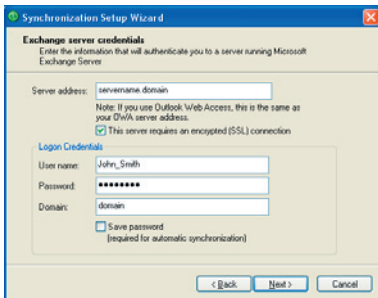 Synchronization Setup Wizard
Exchange server credentials
Enter the information that will authenticate you to a server running Microsoft
Exchange Server
Server address: servername.domain
Note: If you use Outlook Web Access, this is the same as
your OWA server address.
This server requires an encrypted (SSL) connection
Logon Credentials
User name: John_Smith
Password: ••••••••
Domain: domain
Save password
(required for automatic synchronization)
< Back Next > Cancel